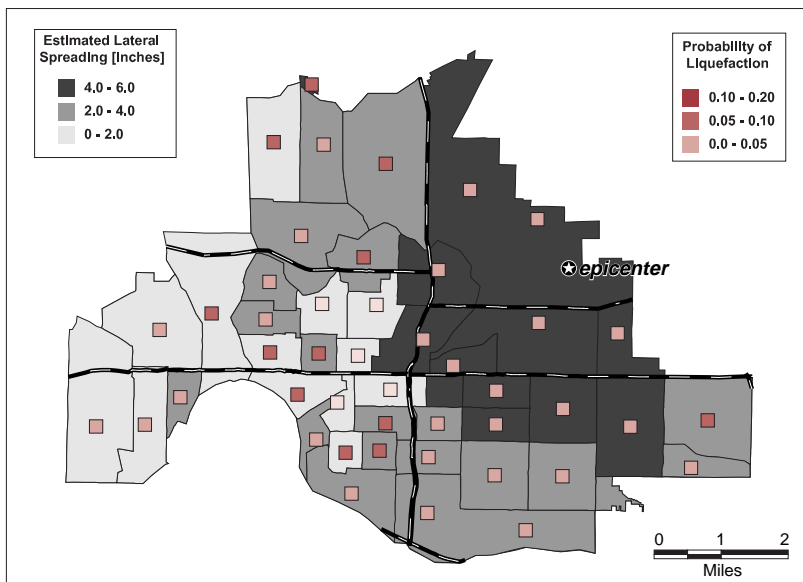 Estimated Lateral
Spreading [Inches]
4.0 - 6.0
2.0 - 4.0
0 - 2.0
Probability of
Liquefaction
0.10 - 0.20
0.05 - 0.10
0.0 - 0.05
epicenter
0 1 2
Miles